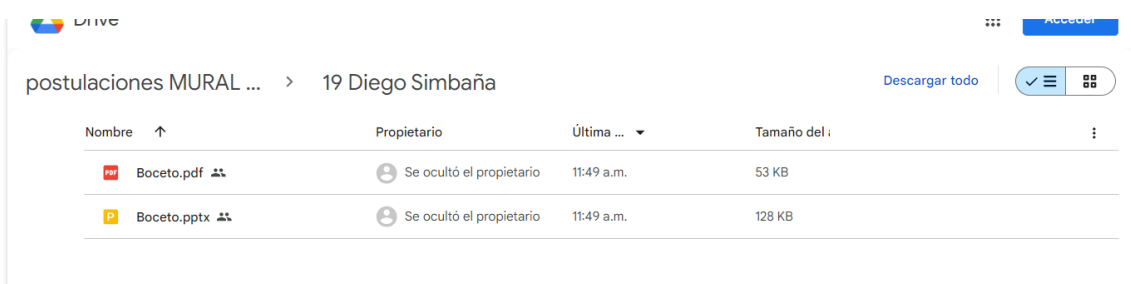 Drive
Acceder
postulaciones MURAL ... > 19 Diego Simbaña
Descargar todo
Nombre Propietario Última ... Tamaño del
PDF Boceto.pdf Se ocultó el propietario 11:49 a.m. 53 KB
P Boceto.pptx Se ocultó el propietario 11:49 a.m. 128 KB